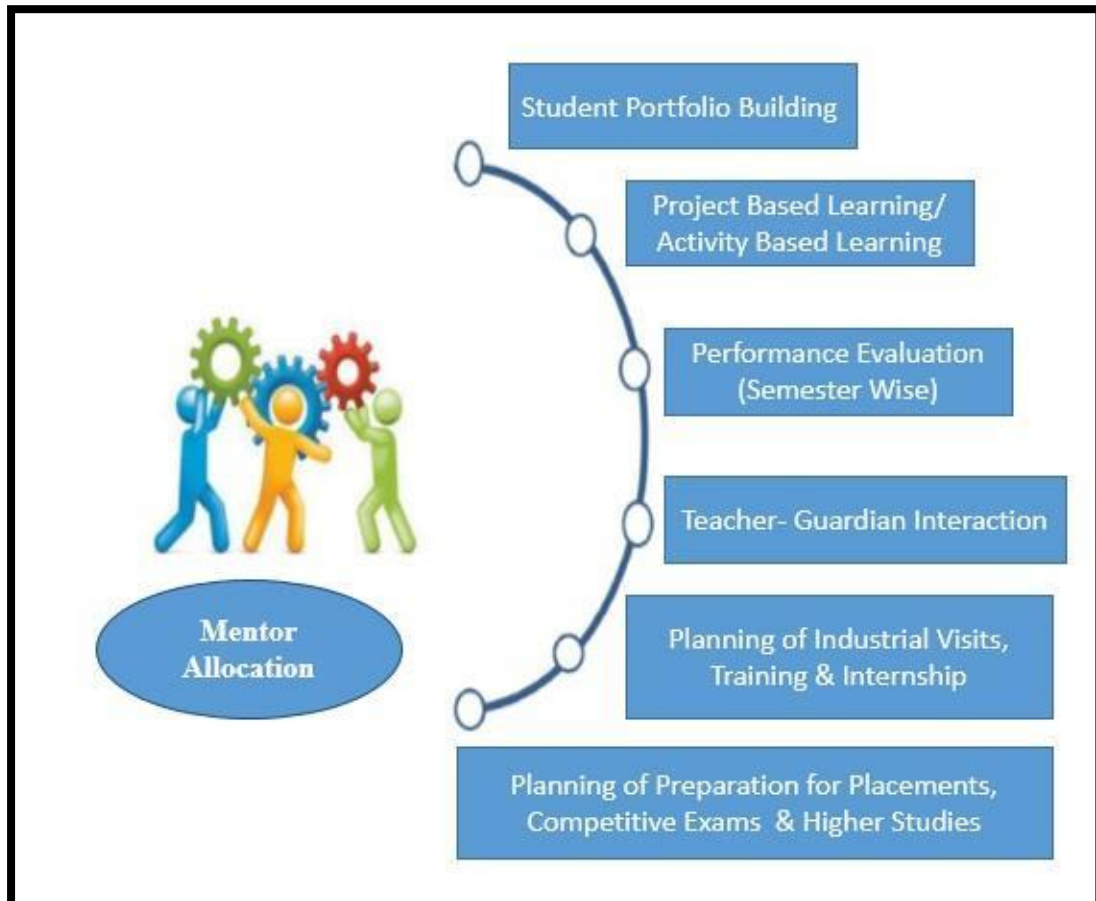 Student Portfolio Building
Project Based Learning/
Activity Based Learning
Performance Evaluation
(Semester Wise)
Teacher- Guardian Interaction
Mentor
Allocation
Planning of Industrial Visits,
Training & Internship
Planning of Preparation for Placements,
Competitive Exams & Higher Studies